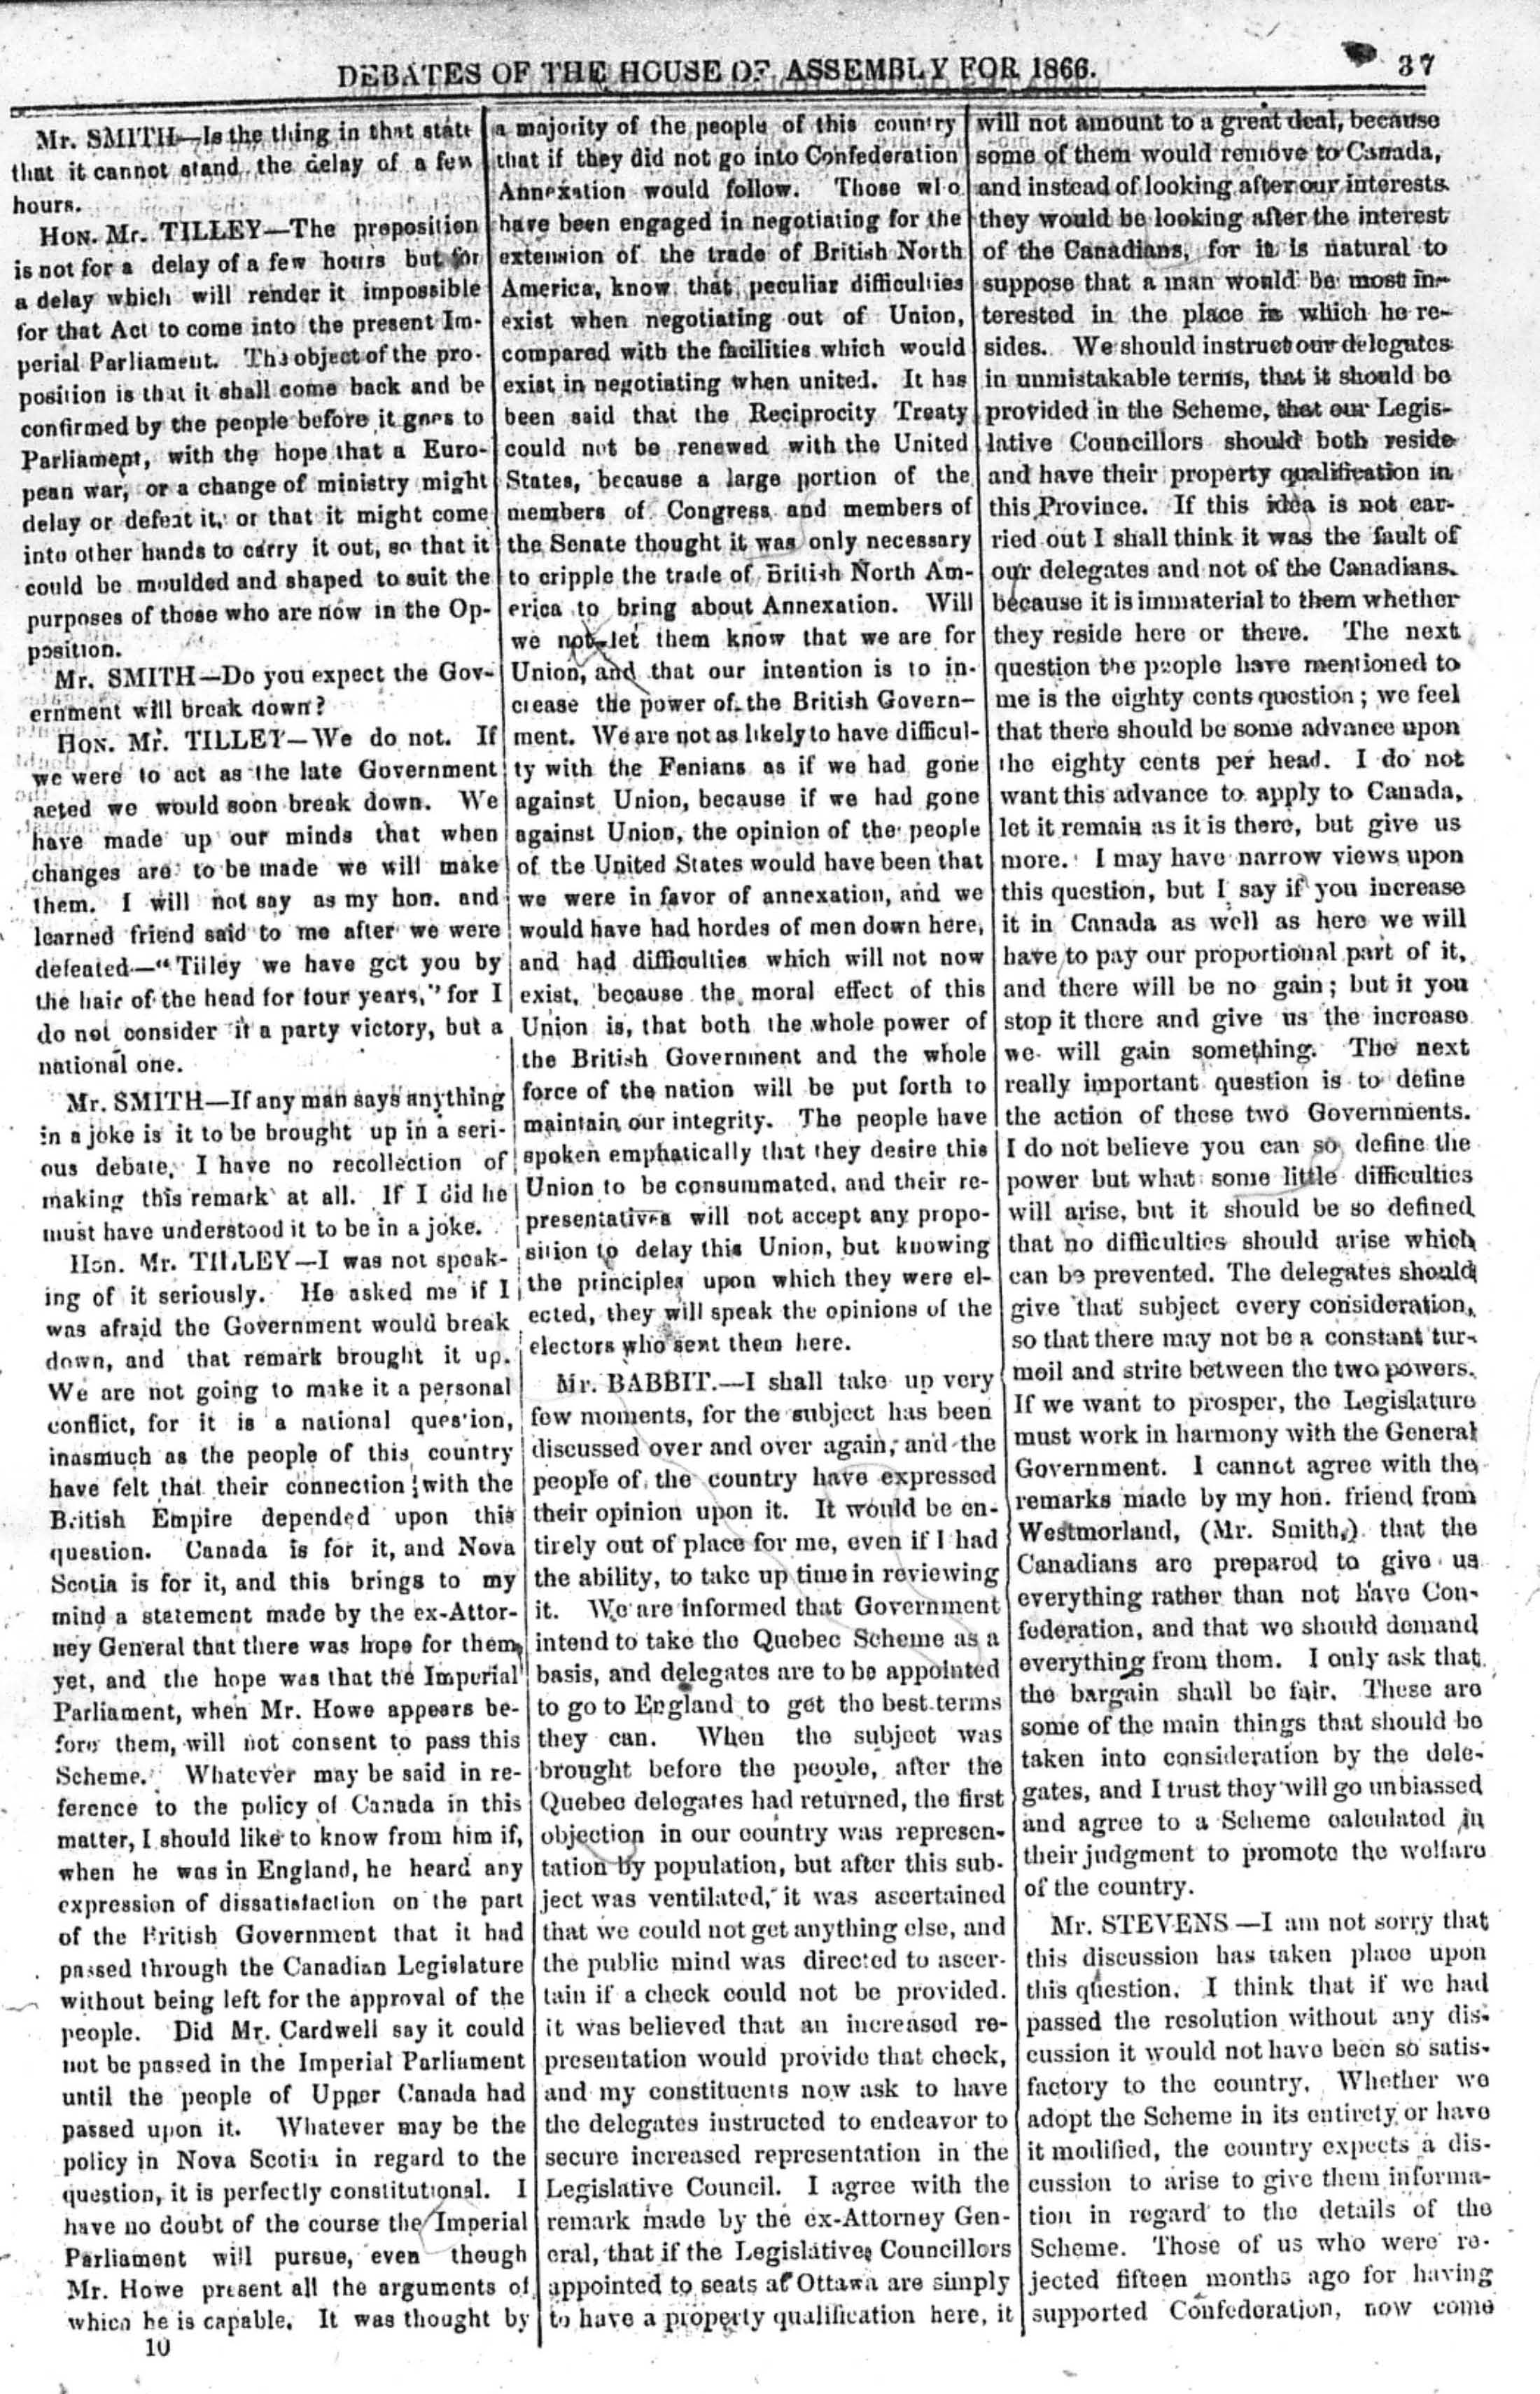 DEBATES OF THE HOUSE OF ASSEMBLY FOR 1866.
37
Mr. SMITH—Is the thing in that state
that it cannot stand the delay of a few
hours.
HON. Mr. TILLEY—The proposition
is not for a delay of a few hours but for
a delay which will render it impossible
for that Act to come into the present Im-
perial Parliament. The object of the pro-
position is that it shall come back and be
confirmed by the people before it goes to
Parliament, with the hope that a Euro-
pean war, or a change of ministry might
delay or defeat it, or that it might come
into other hands to carry it out, so that it
could be moulded and shaped to suit the
purposes of those who are now in the Op-
position.
Mr. SMITH—Do you expect the Gov-
ernment will break down?
HON. Mr. TILLEY—We do not. If
we were to act as the late Government
acted we would soon break down. We
have made up our minds that when
changes are to be made we will make
them. I will not say as my hon. and
learned friend said to me after we were
defeated—"Tilley we have got you by
the hair of the head for four years," for I
do not consider it a party victory, but a
national one.
Mr. SMITH—If any man says anything
in a joke is it to be brought up in a seri-
ous debate. I have no recollection of
making this remark at all. If I did he
must have understood it to be in a joke.
Hon. Mr. TILLEY—I was not speak-
ing of it seriously. He asked me if I
was afraid the Government would break
down, and that remark brought it up.
We are not going to make it a personal
conflict, for it is a national question,
inasmuch as the people of this country
have felt that their connection with the
British Empire depended upon this
question. Canada is for it, and Nova
Scotia is for it, and this brings to my
mind a statement made by the ex-Attor-
ney General that there was hope for them
yet, and the hope was that the Imperial
Parliament, when Mr. Howe appears be-
fore them, will not consent to pass this
Scheme. Whatever may be said in re-
ference to the policy of Canada in this
matter, I should like to know from him if,
when he was in England, he heard any
expression of dissatisfaction on the part
of the British Government that it had
passed through the Canadian Legislature
without being left for the approval of the
people. Did Mr. Cardwell say it could
not be passed in the Imperial Parliament
until the people of Upper Canada had
passed upon it. Whatever may be the
policy in Nova Scotia in regard to the
question, it is perfectly constitutional. I
have no doubt of the course the Imperial
Parliament will pursue, even though
Mr. Howe present all the arguments of
which he is capable. It was thought by
10
a majority of the people of this country
that if they did not go into Confederation
Annexation would follow. Those who
have been engaged in negotiating for the
extension of the trade of British North
America, know that peculiar difficulties
exist when negotiating out of Union,
compared with the facilities which would
exist in negotiating when united. It has
been said that the Reciprocity Treaty
could not be renewed with the United
States, because a large portion of the
members of Congress and members of
the Senate thought it was only necessary
to cripple the trade of British North Am-
erica to bring about Annexation. Will
we not let them know that we are for
Union, and that our intention is to in-
crease the power of the British Govern-
ment. We are not as likely to have difficul-
ty with the Fenians as if we had gone
against Union, because if we had gone
against Union, the opinion of the people
of the United States would have been that
we were in favor of annexation, and we
would have had hordes of men down here,
and had difficulties which will not now
exist, because the moral effect of this
Union is, that both the whole power of
the British Government and the whole
force of the nation will be put forth to
maintain our integrity. The people have
spoken emphatically that they desire this
Union to be consummated, and their re-
presentatives will not accept any propo-
sition to delay this Union, but knowing
the principles upon which they were el-
ected, they will speak the opinions of the
electors who sent them here.
Mr. BABBIT.—I shall take up very
few moments, for the subject has been
discussed over and over again, and the
people of the country have expressed
their opinion upon it. It would be en-
tirely out of place for me, even if I had
the ability, to take up time in reviewing
it. We are informed that Government
intend to take the Quebec Scheme as a
basis, and delegates are to be appointed
to go to England to get the best terms
they can. When the subject was
brought before the people, after the
Quebec delegates had returned, the first
objection in our country was represen-
tation by population, but after this sub-
ject was ventilated, it was ascertained
that we could not get anything else, and
the public mind was directed to ascer-
tain if a check could not be provided.
it was believed that an increased re-
presentation would provide that check,
and my constituents now ask to have
the delegates instructed to endeavor to
secure increased representation in the
Legislative Council. I agree with the
remark made by the ex-Attorney Gen-
eral, that if the Legislative Councillors
appointed to seats at Ottawa are simply
to have a property qualification here, it
will not amount to a great deal, because
some of them would remove to Canada,
and instead of looking after our interests
they would be looking after the interest
of the Canadians, for it is natural to
suppose that a man would be most in-
terested in the place in which he re-
sides. We should instruct our delegates
in unmistakable terms, that it should be
provided in the Scheme, that our Legis-
lative Councillors should both reside
and have their property qualification in
this Province. If this idea is not car-
ried out I shall think it was the fault of
our delegates and not of the Canadians.
because it is immaterial to them whether
they reside here or there. The next
question the people have mentioned to
me is the eighty cents question; we feel
that there should be some advance upon
the eighty cents per head. I do not
want this advance to apply to Canada,
let it remain as it is there, but give us
more. I may have narrow views upon
this question, but I say if you increase
it in Canada as well as here we will
have to pay our proportional part of it,
and there will be no gain; but if you
stop it there and give us the increase
we will gain something. The next
really important question is to define
the action of these two Governments.
I do not believe you can so define the
power but what some little difficulties
will arise, but it should be so defined
that no difficulties should arise which
can be prevented. The delegates should
give that subject every consideration,
so that there may not be a constant tur-
moil and strife between the two powers.
If we want to prosper, the Legislature
must work in harmony with the General
Government. I cannot agree with the
remarks made by my hon. friend from
Westmorland, (Mr. Smith,) that the
Canadians are prepared to give us
everything rather than not have Con-
federation, and that we should demand
everything from them. I only ask that
the bargain shall be fair. These are
some of the main things that should be
taken into consideration by the dele-
gates, and I trust they will go unbiassed
and agree to a Scheme calculated in
their judgment to promote the welfare
of the country.
Mr. STEVENS—I am not sorry that
this discussion has taken place upon
this question. I think that if we had
passed the resolution without any dis-
cussion it would not have been so satis-
factory to the country. Whether we
adopt the Scheme in its entirety or have
it modified, the country expects a dis-
cussion to arise to give them informa-
tion in regard to the details of the
Scheme. Those of us who were re-
jected fifteen months ago for having
supported Confederation, now come